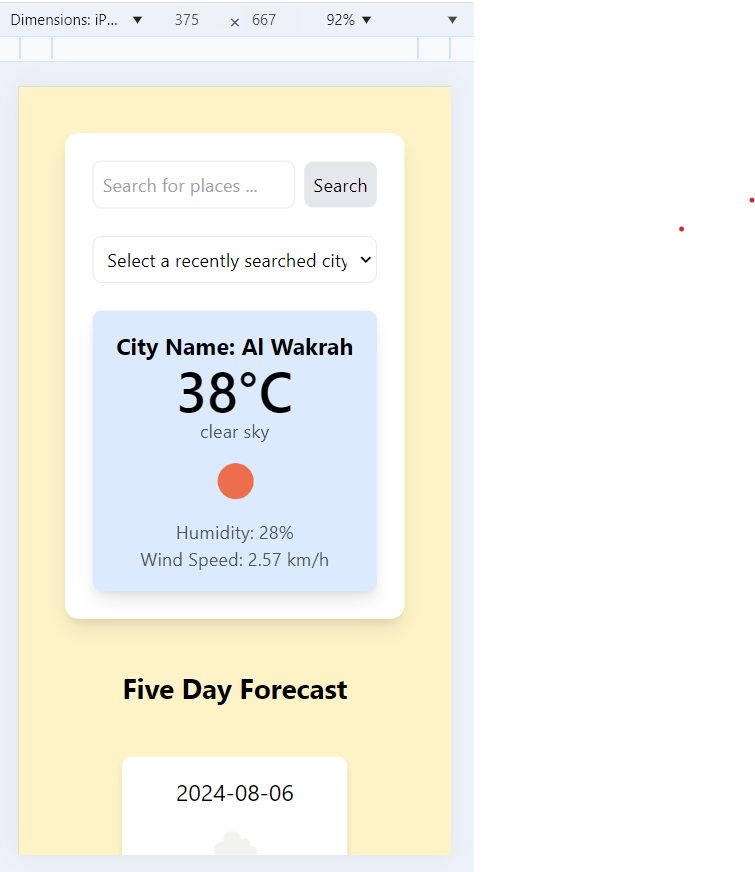 Dimensions: iP... 375 × 667 92%
Search for places ... Search
Select a recently searched city
City Name: Al Wakrah
38°C
clear sky
Humidity: 28%
Wind Speed: 2.57 km/h
Five Day Forecast
2024-08-06